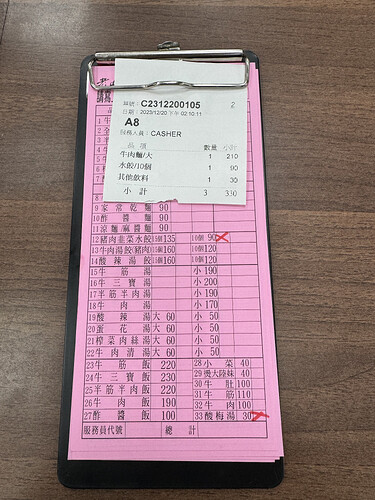 單號：C2312200105 2
日期：2023/12/20 下午 02:10:11
A8
服務人員：CASHER
品項 數量 小計
牛肉麵/大 1 210
水餃/10個 1 90
其他飲料 1 30
小計 3 330
9 家常乾麵 90
10 酢醬麵 90
11 涼麵/麻醬麵 90
12 豬肉韭菜水餃 15個 135 10個 90
13 牛肉湯餃(豬肉) 15個 160 10個 120
14 酸辣湯餃 15個 160 10個 120
15 牛筋湯 小 190
16 牛三寶湯 小 200
17 半筋半肉湯 小 190
18 牛肉湯 小 170
19 酸辣湯 大 60 小 50
20 蛋花湯 大 60 小 50
21 榨菜肉絲湯 大 60 小 50
22 牛肉清湯 大 60 小 50
23 牛筋飯 220 28 小菜 40
24 牛三寶飯 230 29 燙大陸妹 40
25 半筋半肉飯 220 30 牛肚 100
26 牛肉飯 190 31 牛筋 110
27 酢醬飯 100 32 牛肉 100
33 酸梅湯 30
服務員代號 總計